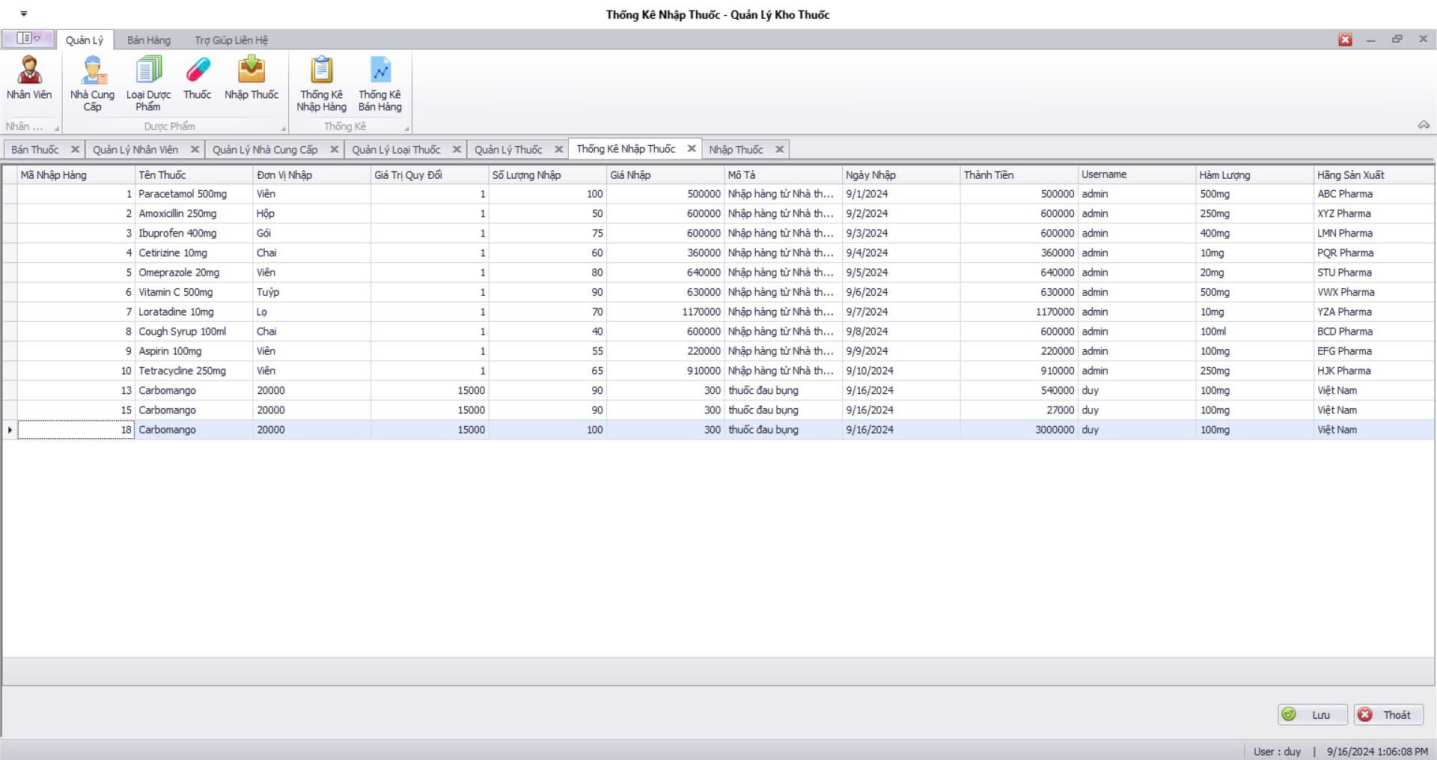 Thống Kê Nhập Thuốc - Quản Lý Kho Thuốc
Quản Lý Bán Hàng Trợ Giúp Liên Hệ
Nhân Viên Nhà Cung Cấp Loại Dược Phẩm Thuốc Nhập Thuốc Thống Kê Nhập Hàng Thống Kê Bán Hàng
Nhân ... Dược Phẩm Thống Kê
Bán Thuốc Quản Lý Nhân Viên Quản Lý Nhà Cung Cấp Quản Lý Loại Thuốc Quản Lý Thuốc Thống Kê Nhập Thuốc Nhập Thuốc
Mã Nhập Hàng Tên Thuốc Đơn Vị Nhập Giá Trị Quy Đổi Số Lượng Nhập Giá Nhập Mô Tả Ngày Nhập Thành Tiền Username Hàm Lượng Hãng Sản Xuất
1 Paracetamol 500mg Viên 1 100 500000 Nhập hàng từ Nhà th... 9/1/2024 500000 admin 500mg ABC Pharma
2 Amoxicillin 250mg Hộp 1 50 600000 Nhập hàng từ Nhà th... 9/2/2024 600000 admin 250mg XYZ Pharma
3 Ibuprofen 400mg Gói 1 75 600000 Nhập hàng từ Nhà th... 9/3/2024 600000 admin 400mg LMN Pharma
4 Cetirizine 10mg Chai 1 60 360000 Nhập hàng từ Nhà th... 9/4/2024 360000 admin 10mg PQR Pharma
5 Omeprazole 20mg Viên 1 80 640000 Nhập hàng từ Nhà th... 9/5/2024 640000 admin 20mg STU Pharma
6 Vitamin C 500mg Tuýp 1 90 630000 Nhập hàng từ Nhà th... 9/6/2024 630000 admin 500mg VWX Pharma
7 Loratadine 10mg Lọ 1 70 1170000 Nhập hàng từ Nhà th... 9/7/2024 1170000 admin 10mg YZA Pharma
8 Cough Syrup 100ml Chai 1 40 600000 Nhập hàng từ Nhà th... 9/8/2024 600000 admin 100ml BCD Pharma
9 Aspirin 100mg Viên 1 55 220000 Nhập hàng từ Nhà th... 9/9/2024 220000 admin 100mg EFG Pharma
10 Tetracycline 250mg Viên 1 65 910000 Nhập hàng từ Nhà th... 9/10/2024 910000 admin 250mg HJK Pharma
13 Carbomango 20000 15000 90 300 thuốc đau bụng 9/16/2024 540000 duy 100mg Việt Nam
15 Carbomango 20000 15000 90 300 thuốc đau bụng 9/16/2024 27000 duy 100mg Việt Nam
18 Carbomango 20000 15000 100 300 thuốc đau bụng 9/16/2024 3000000 duy 100mg Việt Nam
Lưu Thoát
User : duy | 9/16/2024 1:06:08 PM